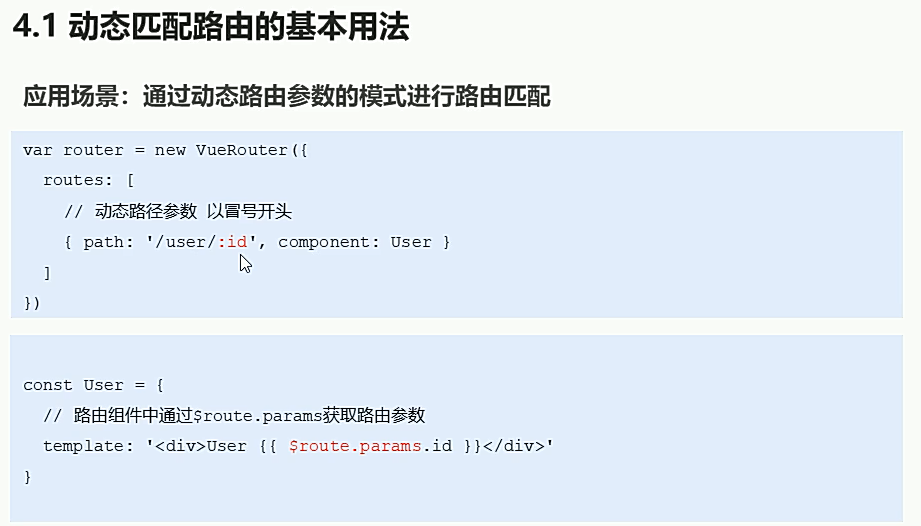 4.1 动态匹配路由的基本用法
应用场景：通过动态路由参数的模式进行路由匹配
var router = new VueRouter({
routes: [
// 动态路径参数 以冒号开头
{ path: '/user/:id', component: User }
]
})
const User = {
// 路由组件中通过$route.params获取路由参数
template: '<div>User {{ $route.params.id }}</div>'
}